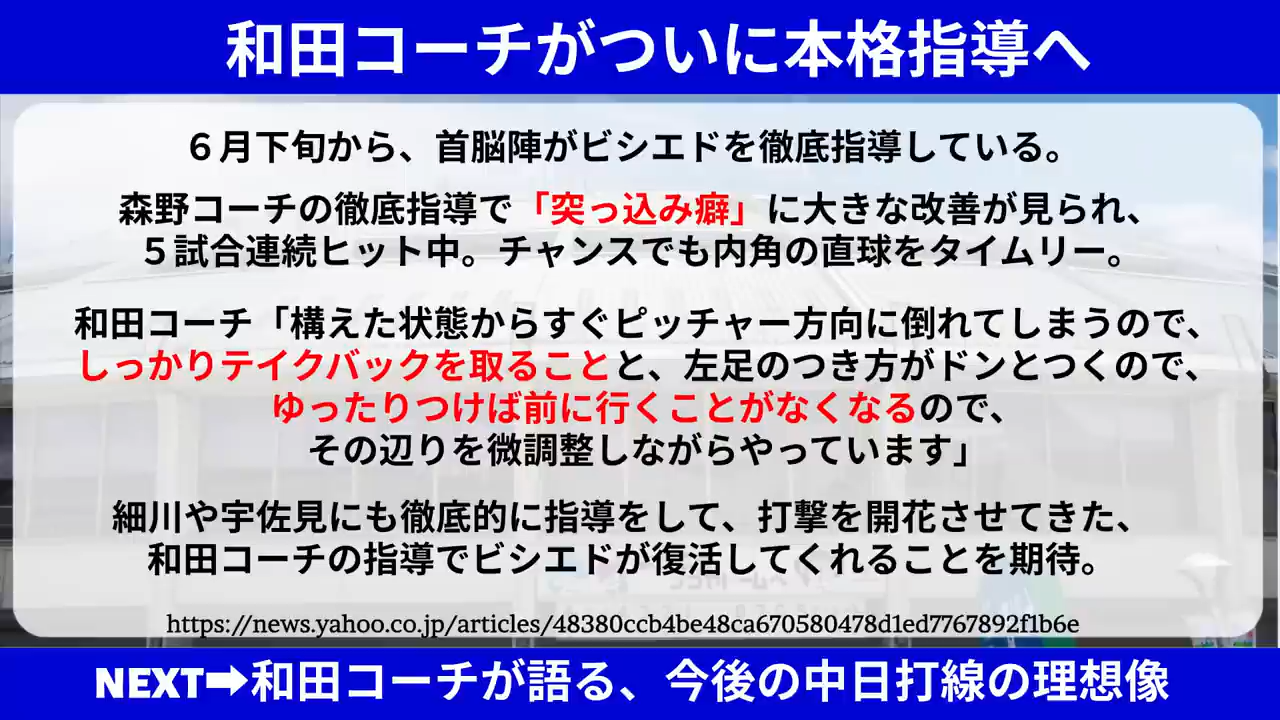 和田コーチがついに本格指導へ
６月下旬から、首脳陣がビシエドを徹底指導している。
森野コーチの徹底指導で「突っ込み癖」に大きな改善が見られ、
５試合連続ヒット中。チャンスでも内角の直球をタイムリー。
和田コーチ「構えた状態からすぐピッチャー方向に倒れてしまうので、
しっかりテイクバックを取ることと、左足のつき方がドンとつくので、
ゆったりつけば前に行くことがなくなるので、
その辺りを微調整しながらやっています」
細川や宇佐見にも徹底的に指導をして、打撃を開花させてきた、
和田コーチの指導でビシエドが復活してくれることを期待。
https://news.yahoo.co.jp/articles/48380ccb4be48ca670580478d1ed7767892f1b6e
NEXT➡和田コーチが語る、今後の中日打線の理想像